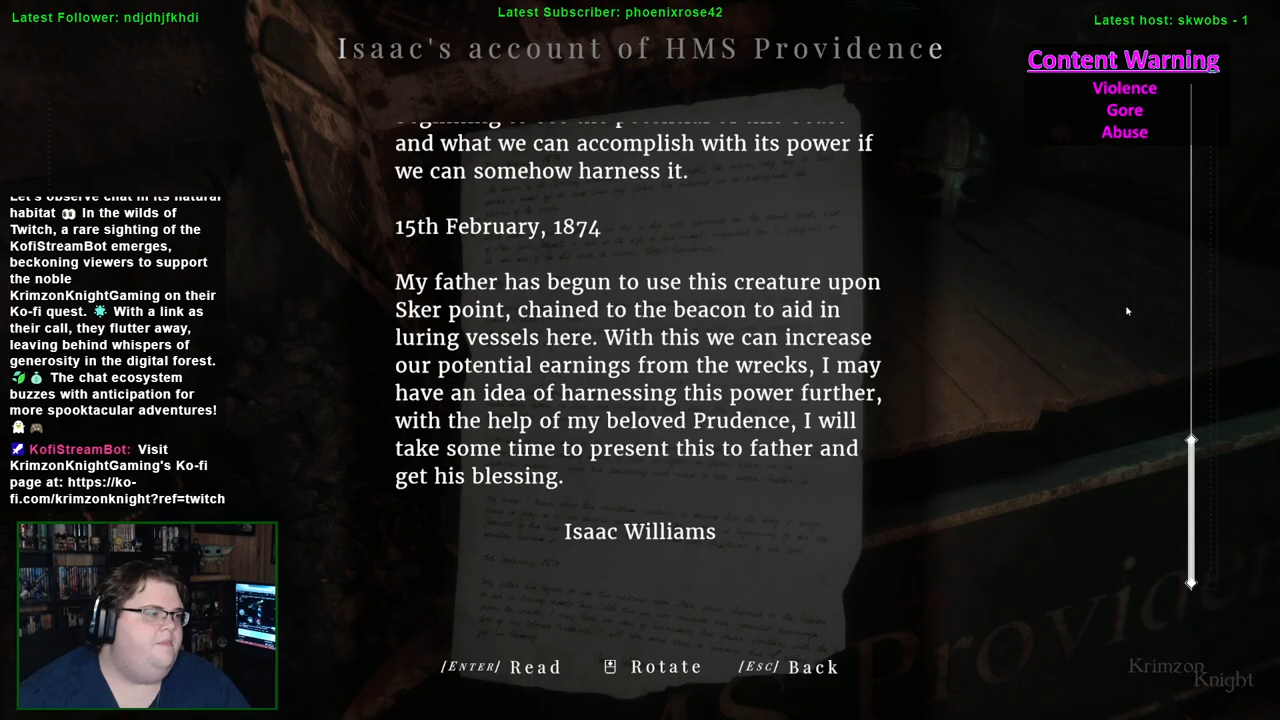 Latest Follower: ndjdhjfkhdi
Latest Subscriber: phoenixrose42
Latest host: skwobs - 1
Isaac's account of HMS Providence
Content Warning
Violence
Gore
Abuse
and what we can accomplish with its power if
we can somehow harness it.
15th February, 1874
My father has begun to use this creature upon
Sker point, chained to the beacon to aid in
luring vessels here. With this we can increase
our potential earnings from the wrecks, I may
have an idea of harnessing this power further,
with the help of my beloved Prudence, I will
take some time to present this to father and
get his blessing.
Isaac Williams
Let's observe chat in its natural
habitat 👀 In the wilds of
Twitch, a rare sighting of the
KofiStreamBot emerges,
beckoning viewers to support
the noble
KrimzonKnightGaming on their
Ko-fi quest. 🌟 With a link as
their call, they flutter away,
leaving behind whispers of
generosity in the digital forest.
🌿💰 The chat ecosystem
buzzes with anticipation for
more spooktacular adventures!
👻🎮
KofiStreamBot: Visit
KrimzonKnightGaming's Ko-fi
page at: https://ko-
fi.com/krimzonknight?ref=twitch
[ENTER] Read
Rotate
[ESC] Back
Krimzon
Knight